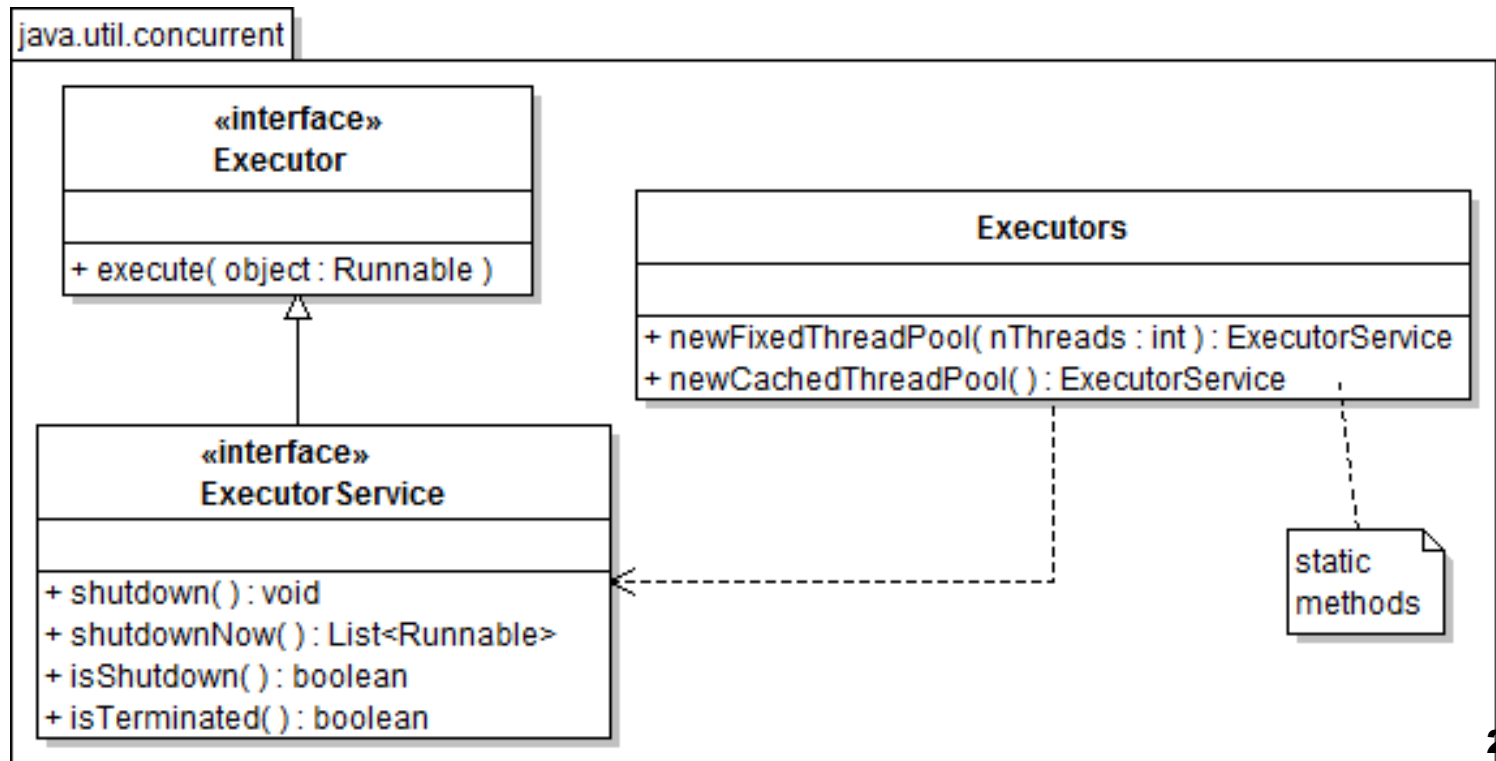 java.util.concurrent
«interface»
Executor
+ execute( object : Runnable )
Executors
+ newFixedThreadPool( nThreads : int ) : ExecutorService
+ newCachedThreadPool( ) : ExecutorService
«interface»
ExecutorService
+ shutdown( ) : void
+ shutdownNow( ) : List<Runnable>
+ isShutdown( ) : boolean
+ isTerminated( ) : boolean
static
methods